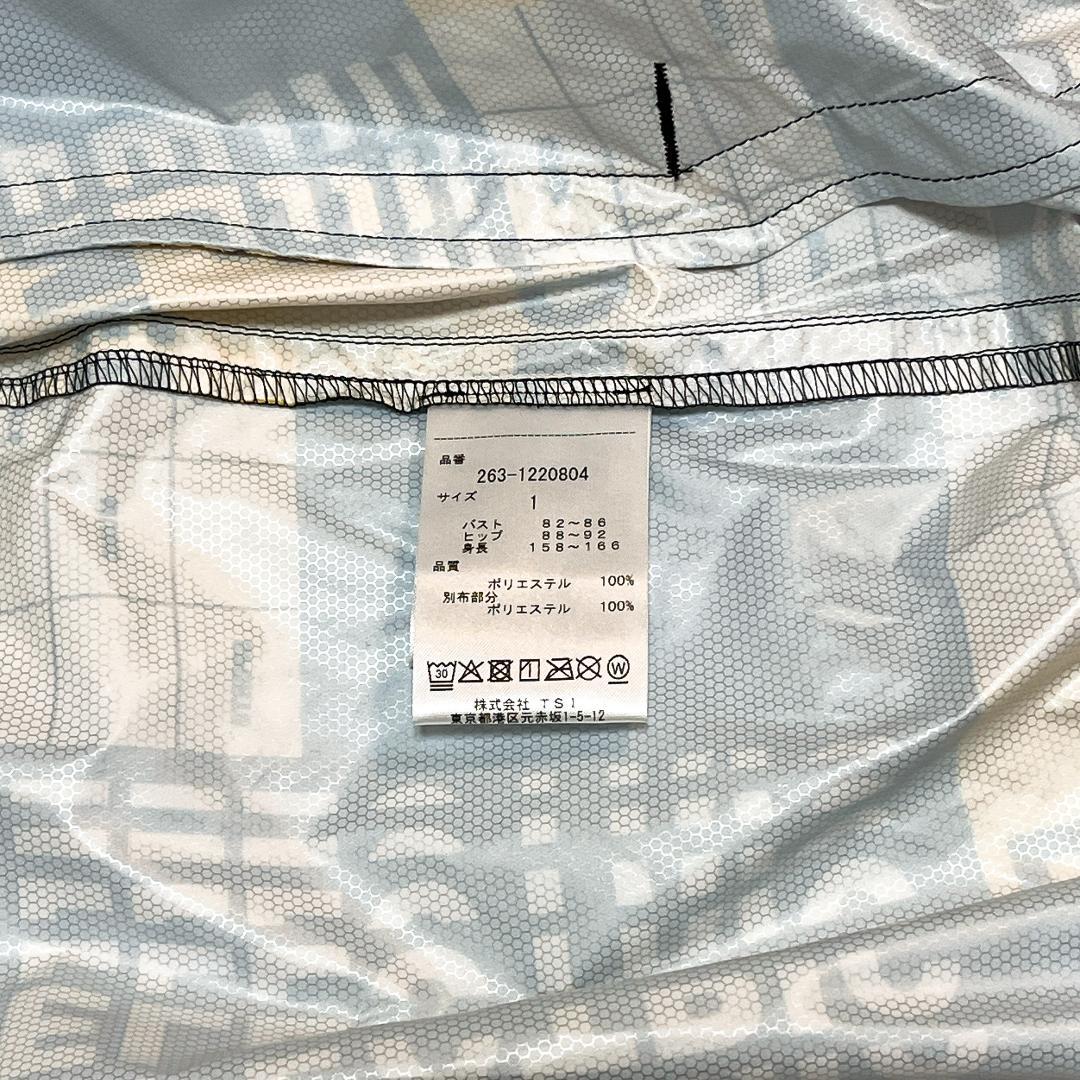 品番
263-1220804
サイズ 1
バスト 82～86
ヒップ 88～92
身長 158～166
品質
ポリエステル 100%
別布部分
ポリエステル 100%
30
W
株式会社 TSI
東京都湊区元赤坂1-5-12